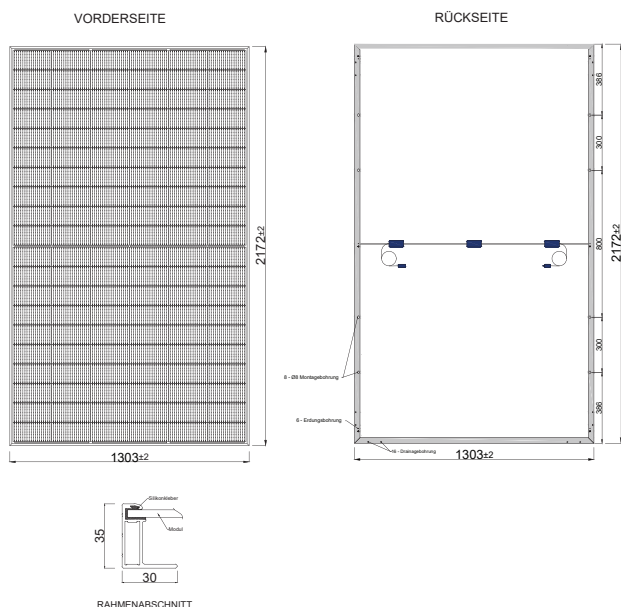 VORDERSEITE
RÜCKSEITE
2172±2
1303±2
386
300
800
300
386
2172±2
8 - Ø8 Montagebohrung
6 - Erdungsbohrung
16 - Drainagebohrung
1303±2
Silikonkleber
Modul
35
30
RAHMENABSCHNITT